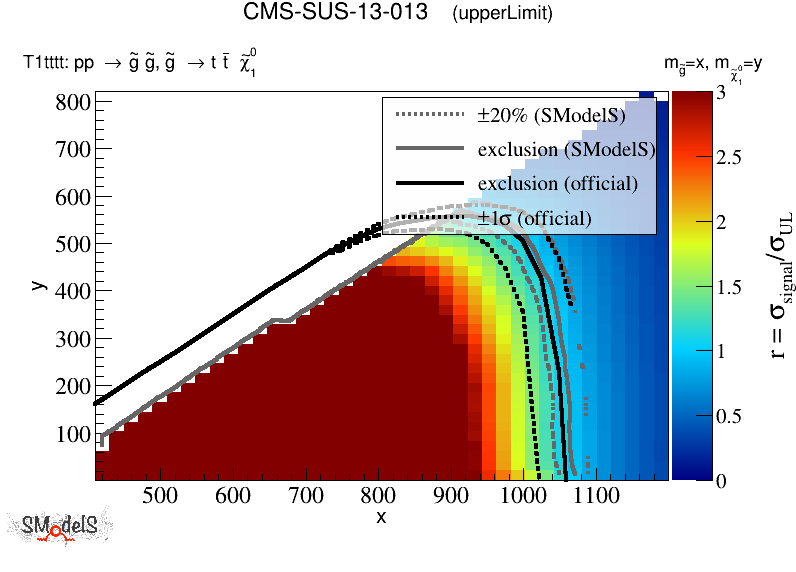 CMS-SUS-13-013 (upperLimit)
T1tttt: pp → g̃ g̃, g̃ → t t̄ χ̃₁⁰
m_g̃=x, m_χ̃₁⁰=y
±20% (SModelS)
exclusion (SModelS)
exclusion (official)
±1σ (official)
800
700
600
500
400
300
200
100
y
500 600 700 800 900 1000 1100
x
3
2.5
2
1.5
1
0.5
0
r = σ_signal/σ_UL
SModelS